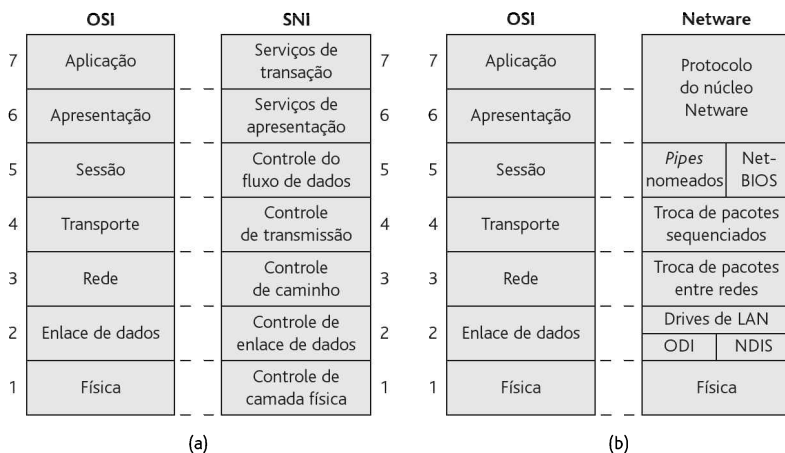 OSI
SNI
7
Aplicação
Serviços de
transação
7
6
Apresentação
Serviços de
apresentação
6
5
Sessão
Controle do
fluxo de dados
5
4
Transporte
Controle
de transmissão
4
3
Rede
Controle
de caminho
3
2
Enlace de dados
Controle de
enlace de dados
2
1
Física
Controle de
camada física
1
(a)
OSI
Netware
7
Aplicação
6
Apresentação
Protocolo
do núcleo
Netware
5
Sessão
Pipes
nomeados
Net-
BIOS
4
Transporte
Troca de pacotes
sequenciados
3
Rede
Troca de pacotes
entre redes
2
Enlace de dados
Drives de LAN
ODI
NDIS
1
Física
Física
(b)